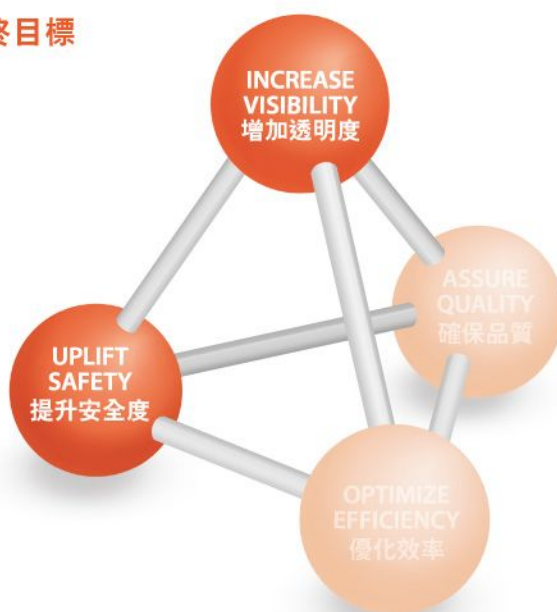 終目標
INCREASE
VISIBILITY
增加透明度
ASSURE
QUALITY
確保品質
UPLIFT
SAFETY
提升安全度
OPTIMIZE
EFFICIENCY
優化效率